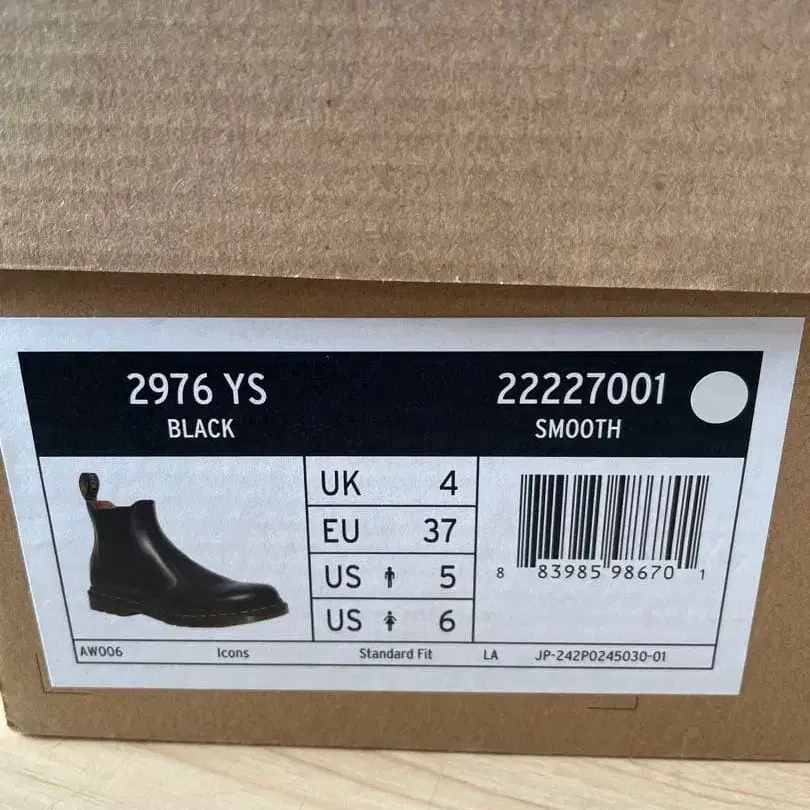 2976 YS
BLACK
22227001
SMOOTH
UK 4
EU 37
US 5
US 6
8 83985 98670 1
AW006 Icons Standard Fit LA JP-242P0245030-01